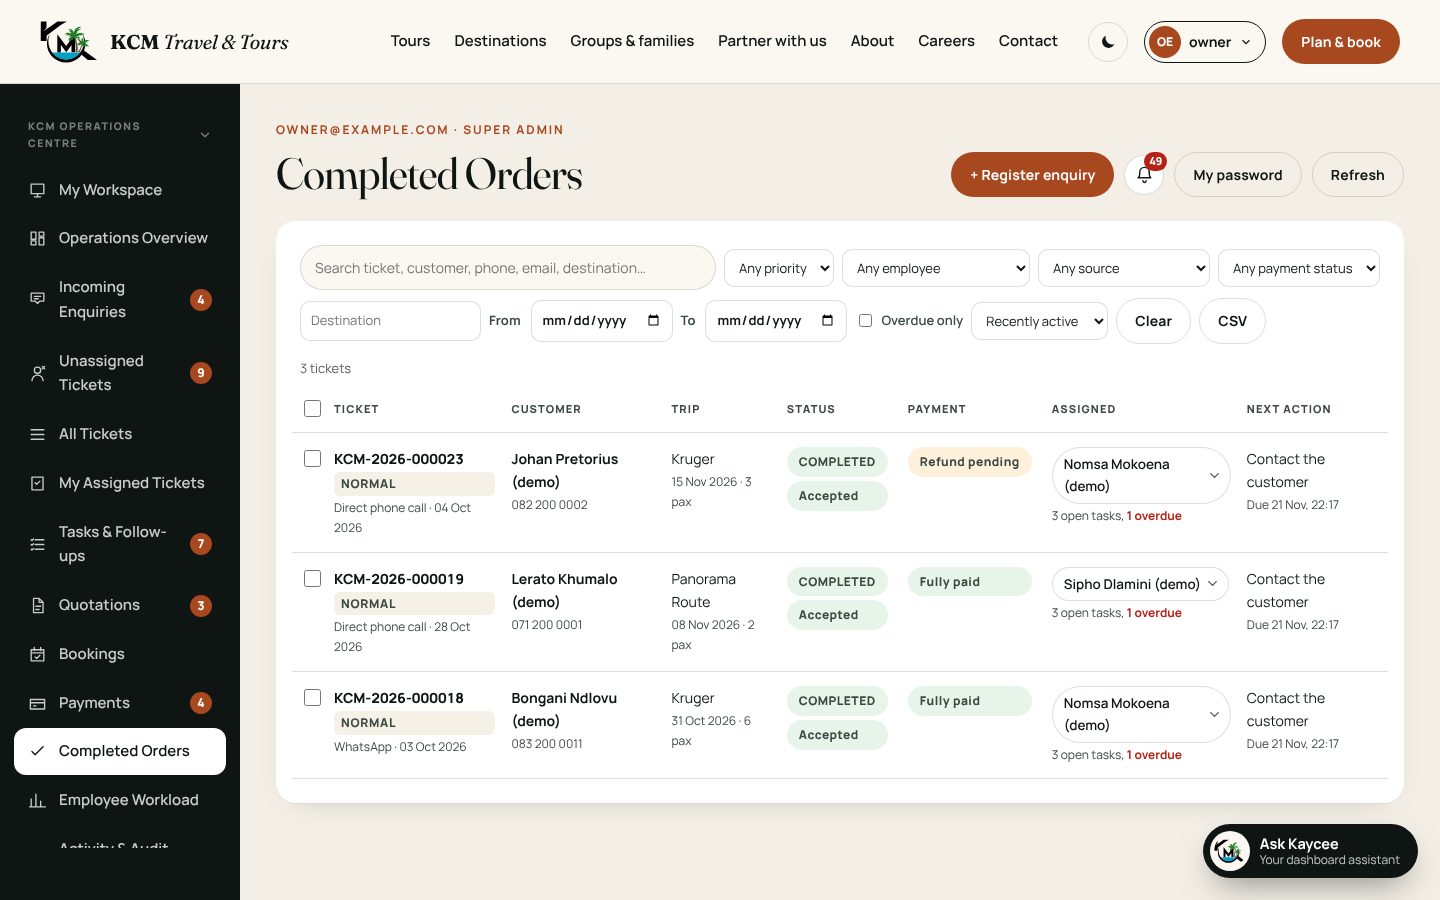 KCM Travel & Tours
Tours Destinations Groups & families Partner with us About Careers Contact
OE owner
Plan & book
KCM OPERATIONS
CENTRE
My Workspace
Operations Overview
Incoming
Enquiries
4
Unassigned
Tickets
9
All Tickets
My Assigned Tickets
Tasks & Follow-
ups
7
Quotations 3
Bookings
Payments 4
Completed Orders
Employee Workload
Activity & Audit
OWNER@EXAMPLE.COM · SUPER ADMIN
Completed Orders
+ Register enquiry
49
My password
Refresh
Search ticket, customer, phone, email, destination...
Any priority
Any employee
Any source
Any payment status
Destination
From mm/dd/yyyy To mm/dd/yyyy
Overdue only
Recently active
Clear
CSV
3 tickets
TICKET CUSTOMER TRIP STATUS PAYMENT ASSIGNED NEXT ACTION
KCM-2026-000023
NORMAL
Direct phone call · 04 Oct
2026
Johan Pretorius
(demo)
082 200 0002
Kruger
15 Nov 2026 · 3
pax
COMPLETED
Accepted
Refund pending
Nomsa Mokoena
(demo)
3 open tasks, 1 overdue
Contact the
customer
Due 21 Nov, 22:17
KCM-2026-000019
NORMAL
Direct phone call · 28 Oct
2026
Lerato Khumalo
(demo)
071 200 0001
Panorama
Route
08 Nov 2026 · 2
pax
COMPLETED
Accepted
Fully paid
Sipho Dlamini (demo)
3 open tasks, 1 overdue
Contact the
customer
Due 21 Nov, 22:17
KCM-2026-000018
NORMAL
WhatsApp · 03 Oct 2026
Bongani Ndlovu
(demo)
083 200 0011
Kruger
31 Oct 2026 · 6
pax
COMPLETED
Accepted
Fully paid
Nomsa Mokoena
(demo)
3 open tasks, 1 overdue
Contact the
customer
Due 21 Nov, 22:17
Ask Kaycee
Your dashboard assistant